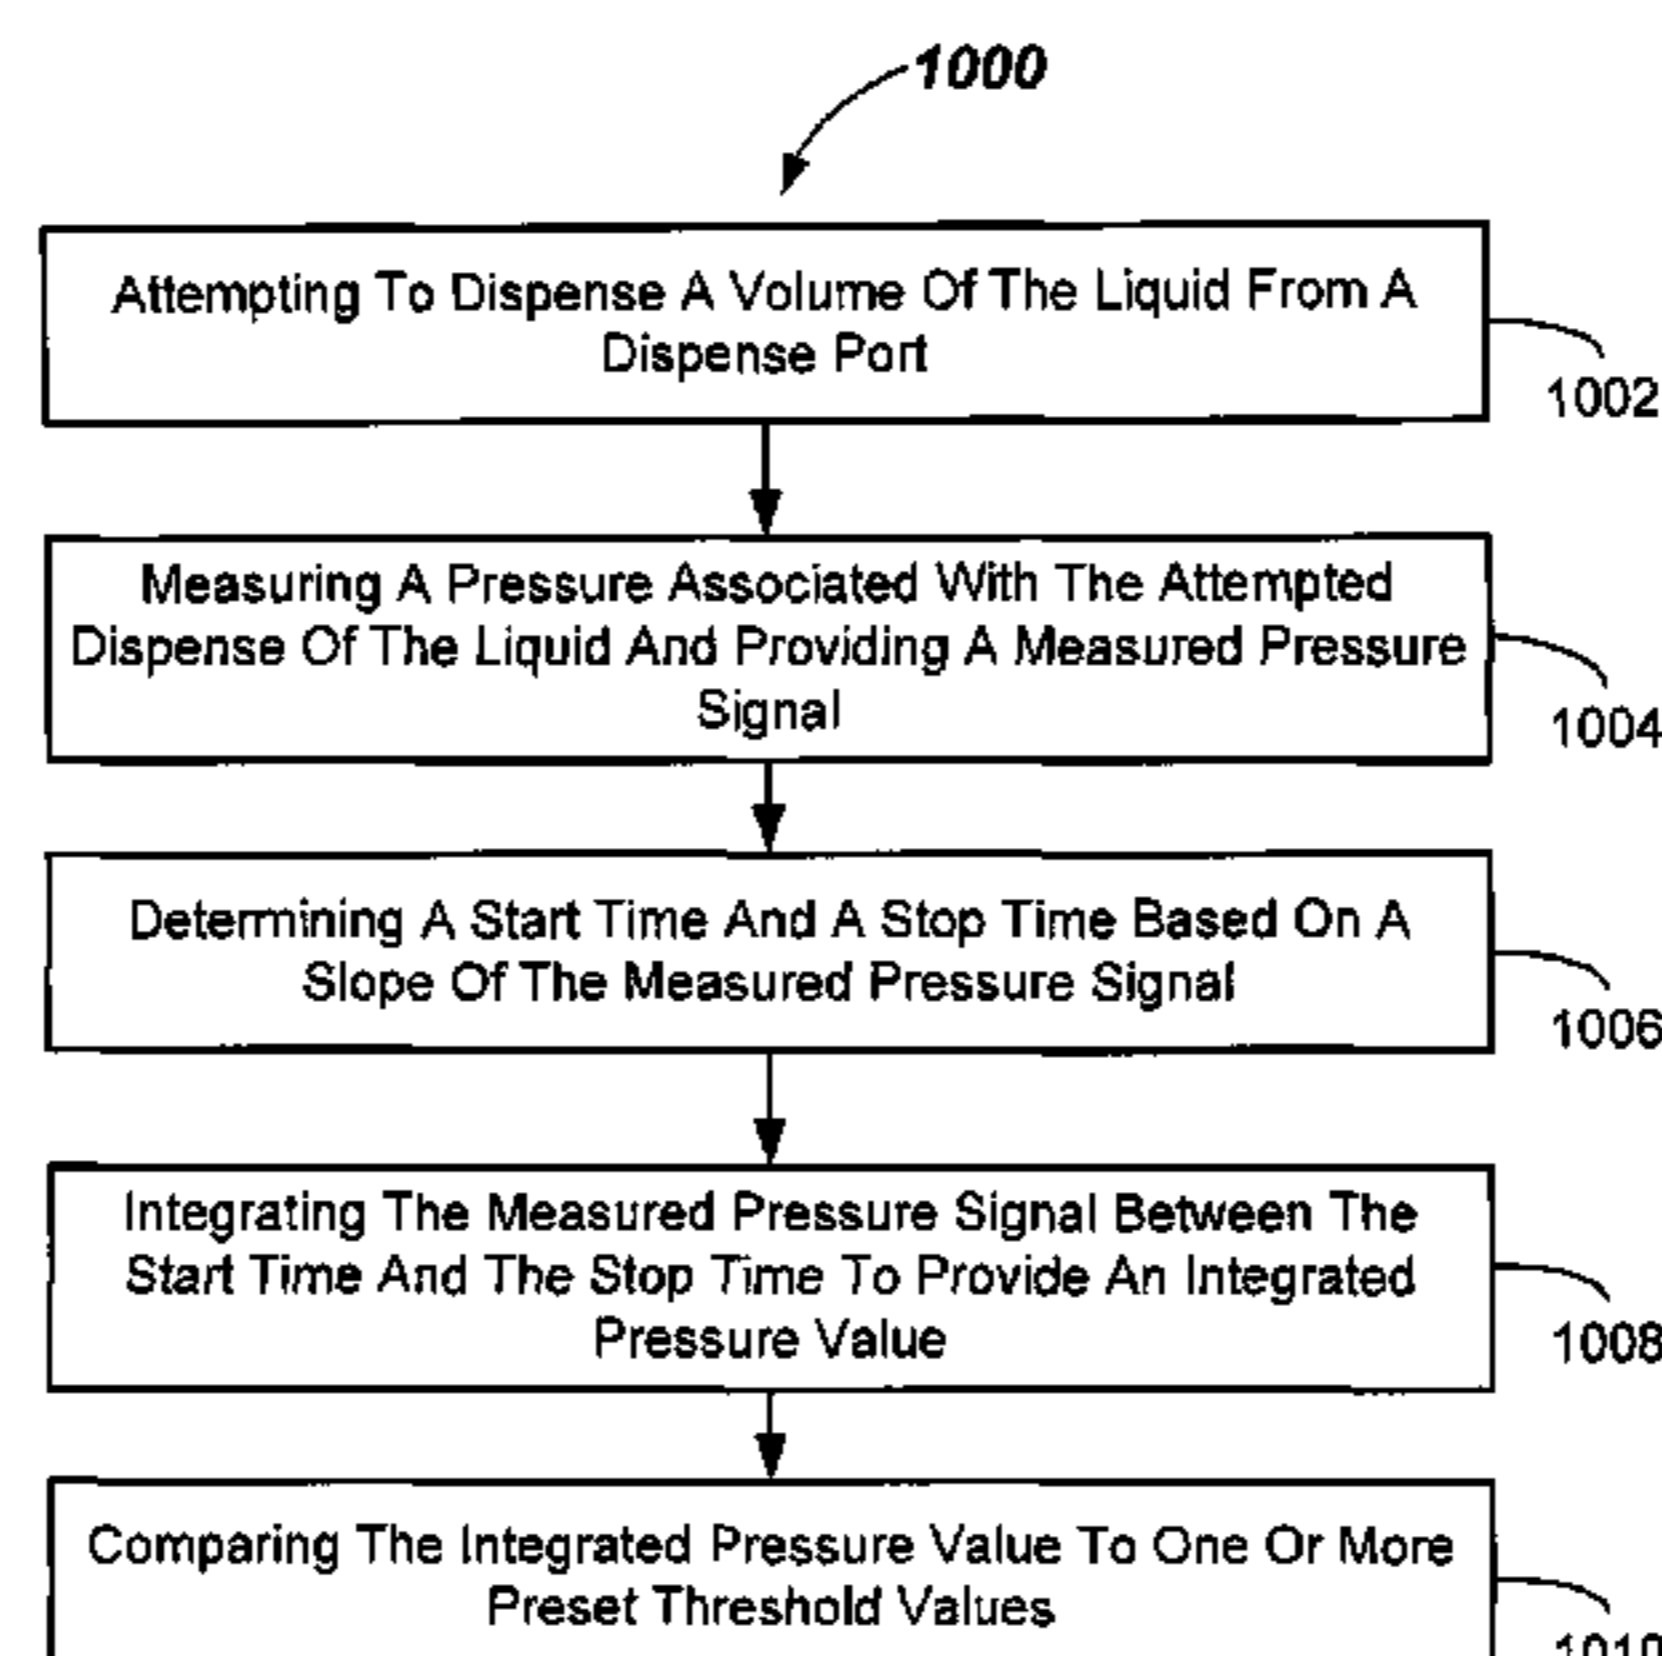 1000
Attempting To Dispense A Volume Of The Liquid From A
Dispense Port
1002
Measuring A Pressure Associated With The Attempted
Dispense Of The Liquid And Providing A Measured Pressure
Signal
1004
Determining A Start Time And A Stop Time Based On A
Slope Of The Measured Pressure Signal
1006
Integrating The Measured Pressure Signal Between The
Start Time And The Stop Time To Provide An Integrated
Pressure Value
1008
Comparing The Integrated Pressure Value To One Or More
Preset Threshold Values
1010